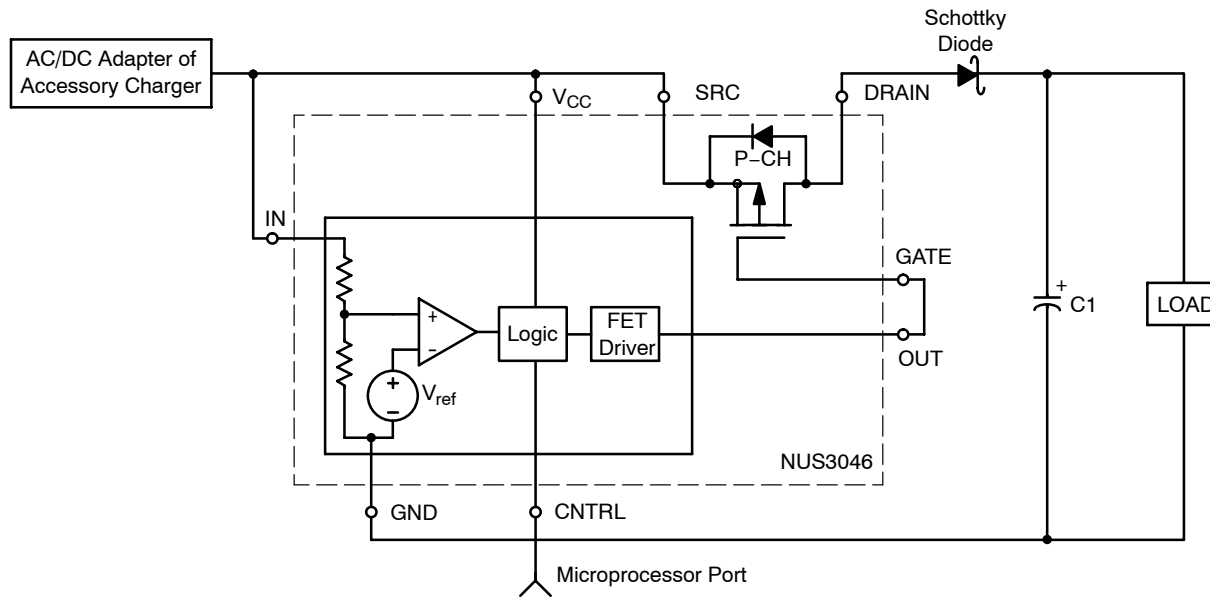 Schottky
Diode
AC/DC Adapter of
Accessory Charger
VCC
SRC
DRAIN
P−CH
IN
GATE
+
C1
LOAD
+
−
Logic
FET
Driver
OUT
+
−
Vref
NUS3046
GND
CNTRL
Microprocessor Port